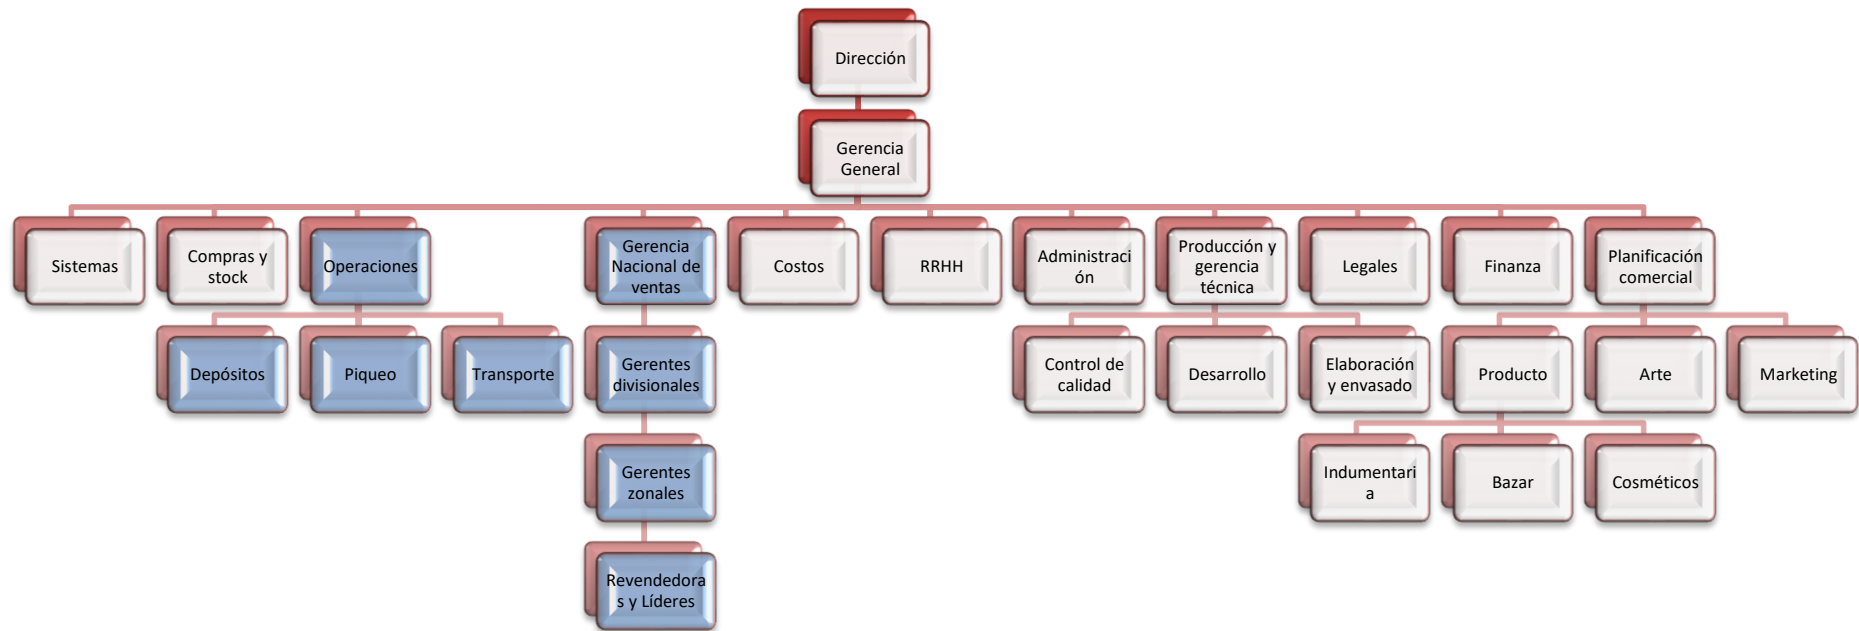 Dirección
Gerencia
General
Sistemas
Compras y
stock
Operaciones
Gerencia
Nacional de
ventas
Costos
RRHH
Administraci
ón
Producción y
gerencia
técnica
Legales
Finanza
Planificación
comercial
Depósitos
Piqueo
Transporte
Gerentes
divisionales
Control de
calidad
Desarrollo
Elaboración
y envasado
Producto
Arte
Marketing
Gerentes
zonales
Indumentari
a
Bazar
Cosméticos
Revendedora
s y Líderes